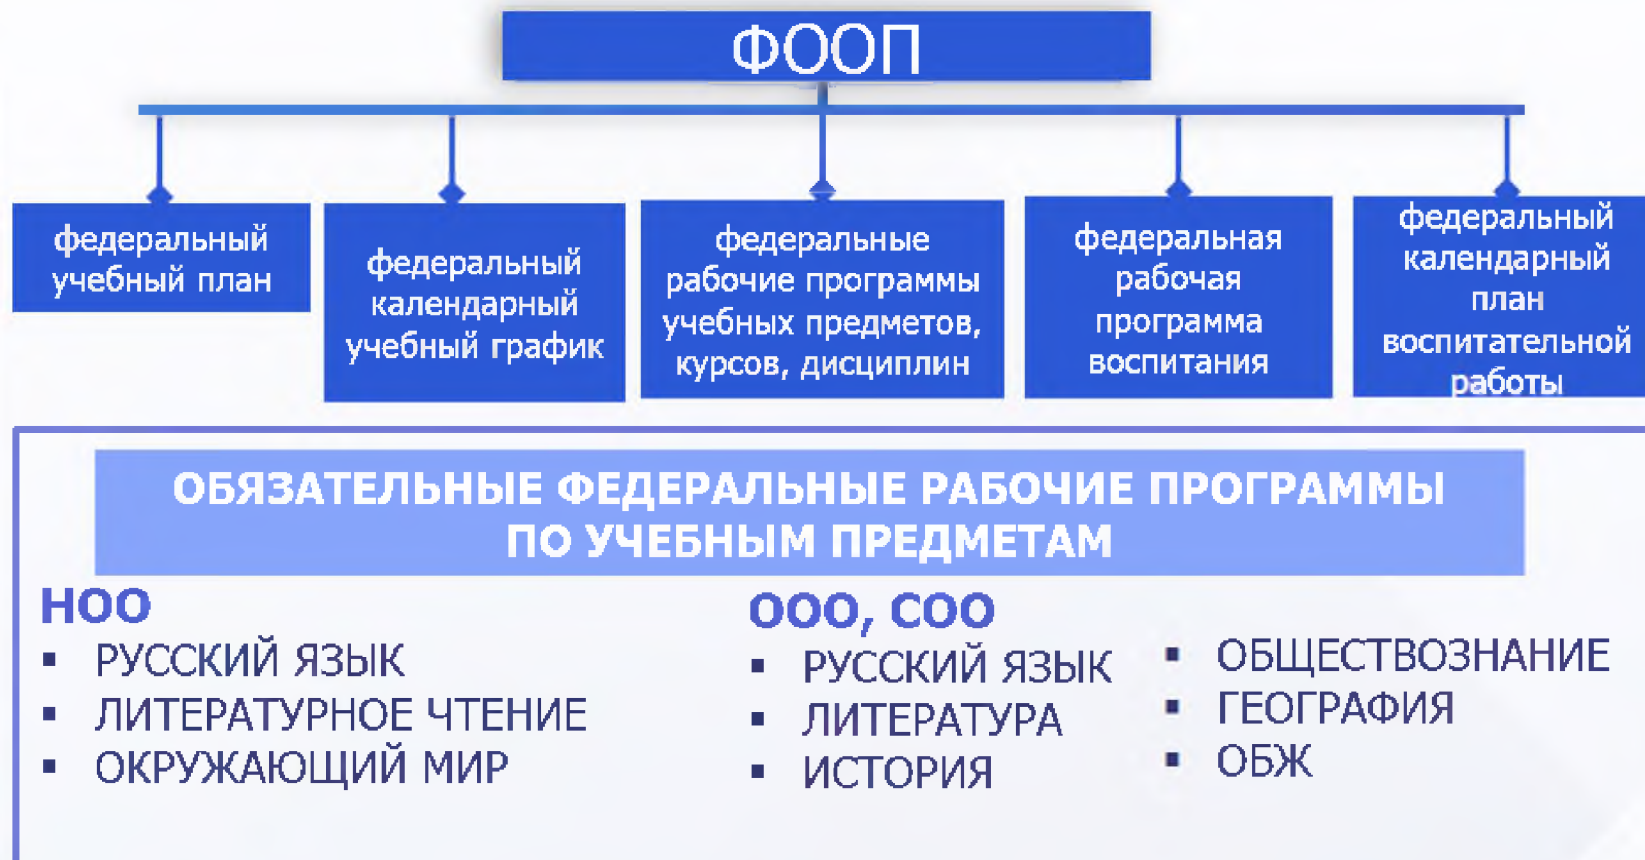 ФООП
федеральный
учебный план
федеральный
календарный
учебный график
федеральные
рабочие программы
учебных предметов,
курсов, дисциплин
федеральная
рабочая
программа
воспитания
федеральный
календарный
план
воспитательной
работы
ОБЯЗАТЕЛЬНЫЕ ФЕДЕРАЛЬНЫЕ РАБОЧИЕ ПРОГРАММЫ
ПО УЧЕБНЫМ ПРЕДМЕТАМ
НОО
▪ РУССКИЙ ЯЗЫК
▪ ЛИТЕРАТУРНОЕ ЧТЕНИЕ
▪ ОКРУЖАЮЩИЙ МИР
ООО, СОО
▪ РУССКИЙ ЯЗЫК
▪ ЛИТЕРАТУРА
▪ ИСТОРИЯ
▪ ОБЩЕСТВОЗНАНИЕ
▪ ГЕОГРАФИЯ
▪ ОБЖ